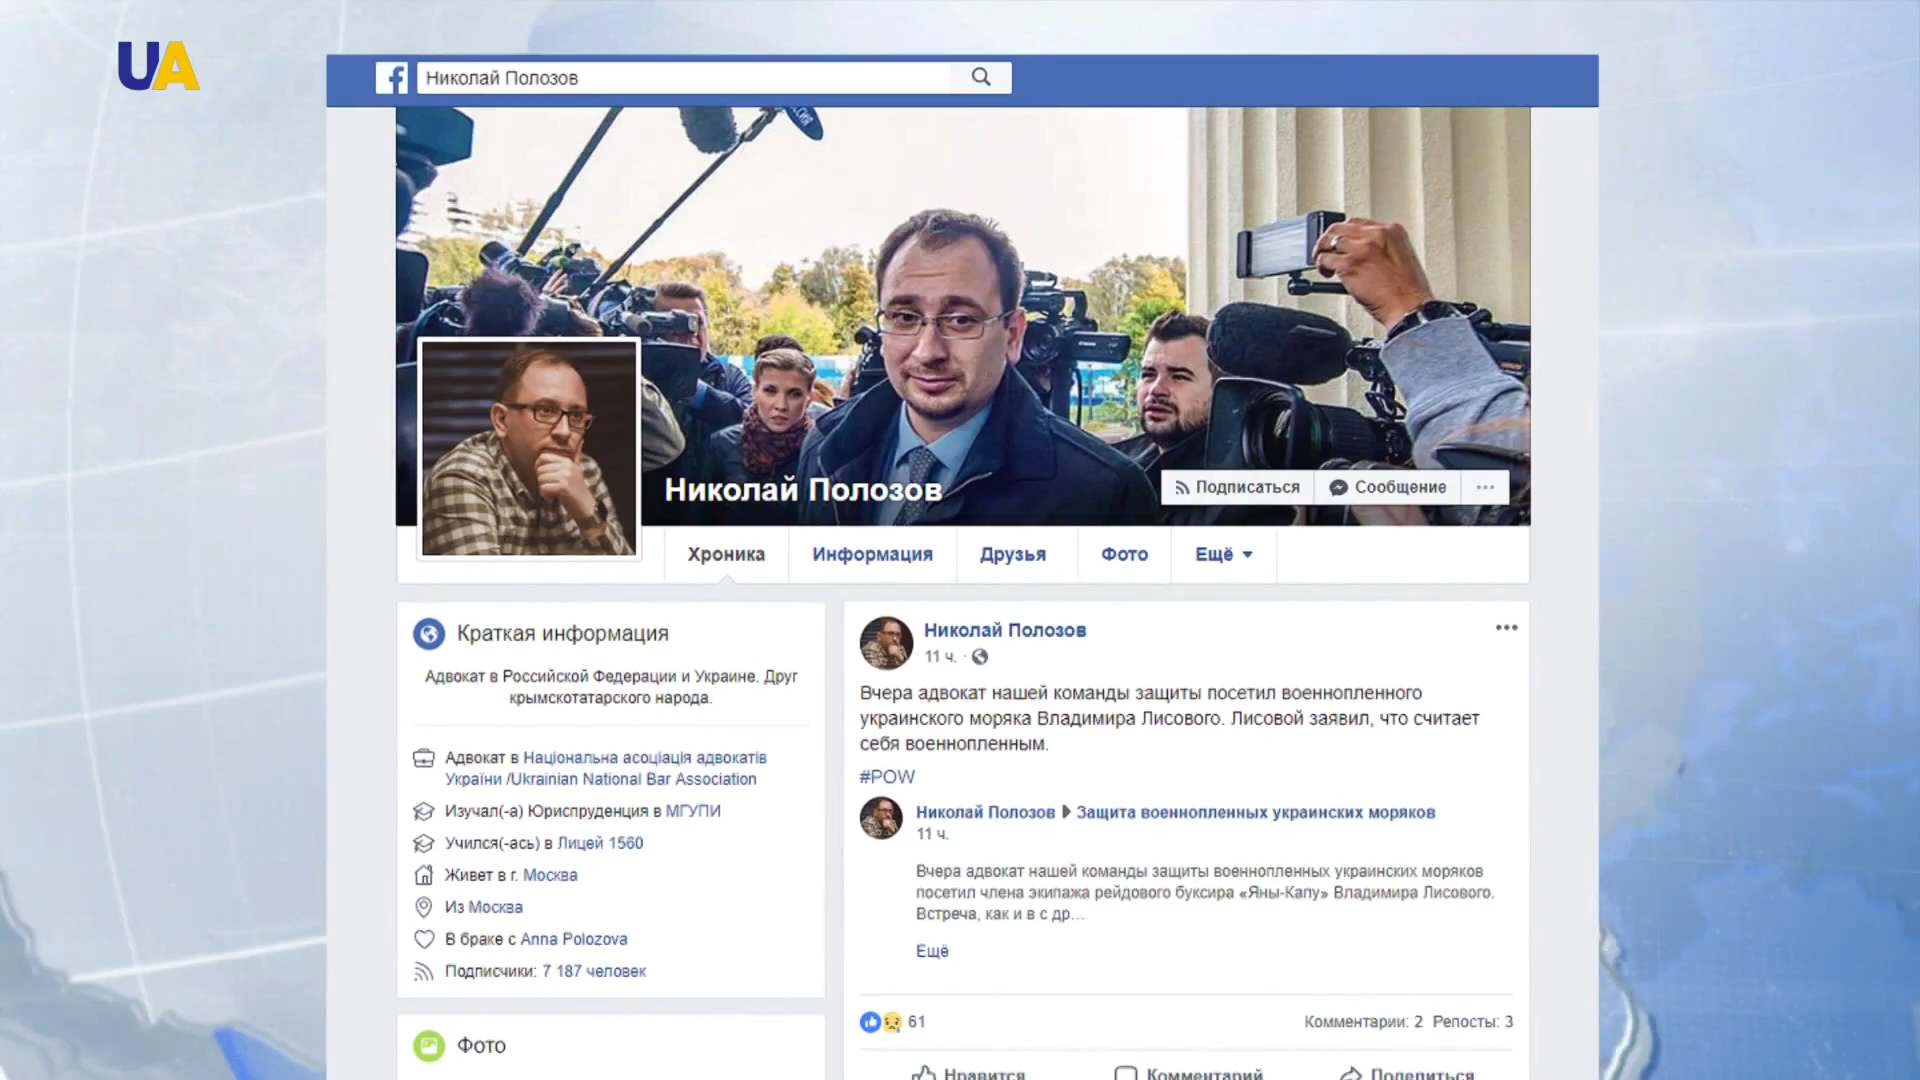 UA
Николай Полозов
Николай Полозов
Подписаться
Сообщение
Хроника
Информация
Друзья
Фото
Ещё
Краткая информация
Адвокат в Российской Федерации и Украине. Друг
крымскотатарского народа.
Адвокат в Національна асоціація адвокатів
України /Ukrainian National Bar Association
Изучал(-а) Юриспруденция в МГУПИ
Учился(-ась) в Лицей 1560
Живет в г. Москва
Из Москва
В браке с Anna Polozova
Подписчики: 7 187 человек
Фото
Николай Полозов
11 ч.
Вчера адвокат нашей команды защиты посетил военнопленного
украинского моряка Владимира Лисового. Лисовой заявил, что считает
себя военнопленным.
#POW
Николай Полозов Защита военнопленных украинских моряков
11 ч.
Вчера адвокат нашей команды защиты военнопленных украинских моряков
посетил члена экипажа рейдового буксира «Яны-Капу» Владимира Лисового.
Встреча, как и в с др...
Ещё
61
Комментарии: 2 Репосты: 3
Нравится
Комментарий
Поделиться